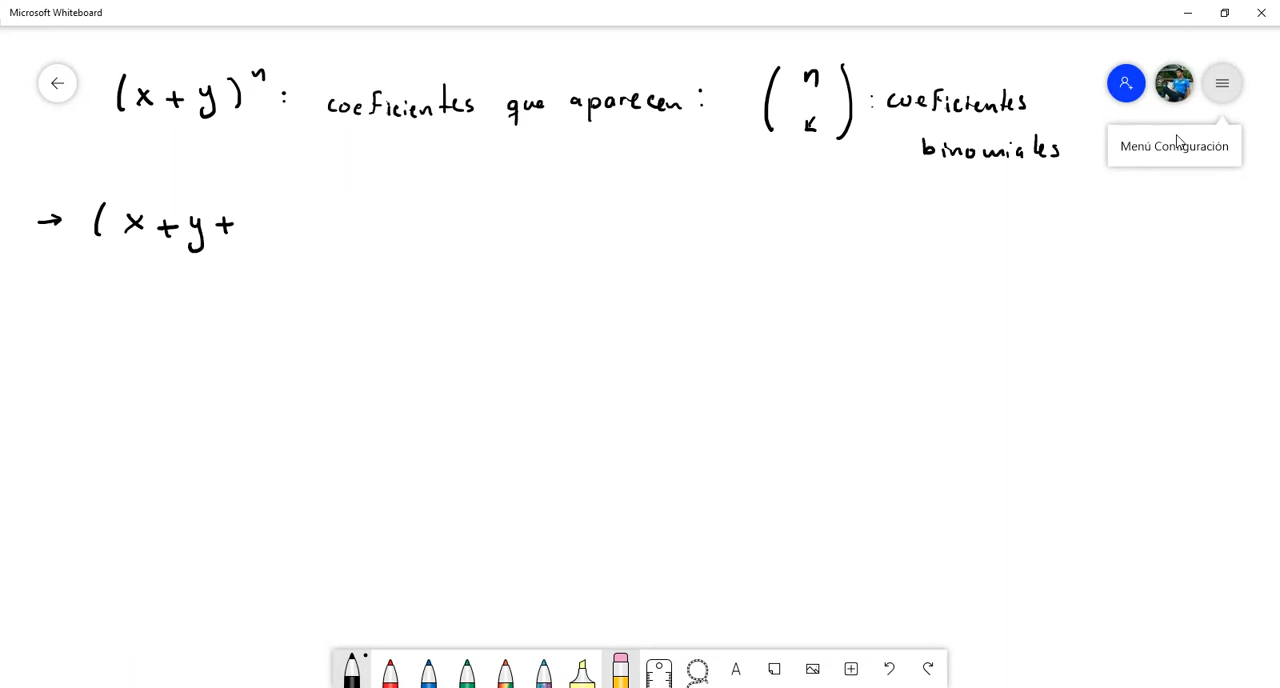 Microsoft Whiteboard
(x + y)ⁿ : coeficientes que aparecen : (n k) : coeficientes
binomiales
Menú Configuración
→ (x + y +
A